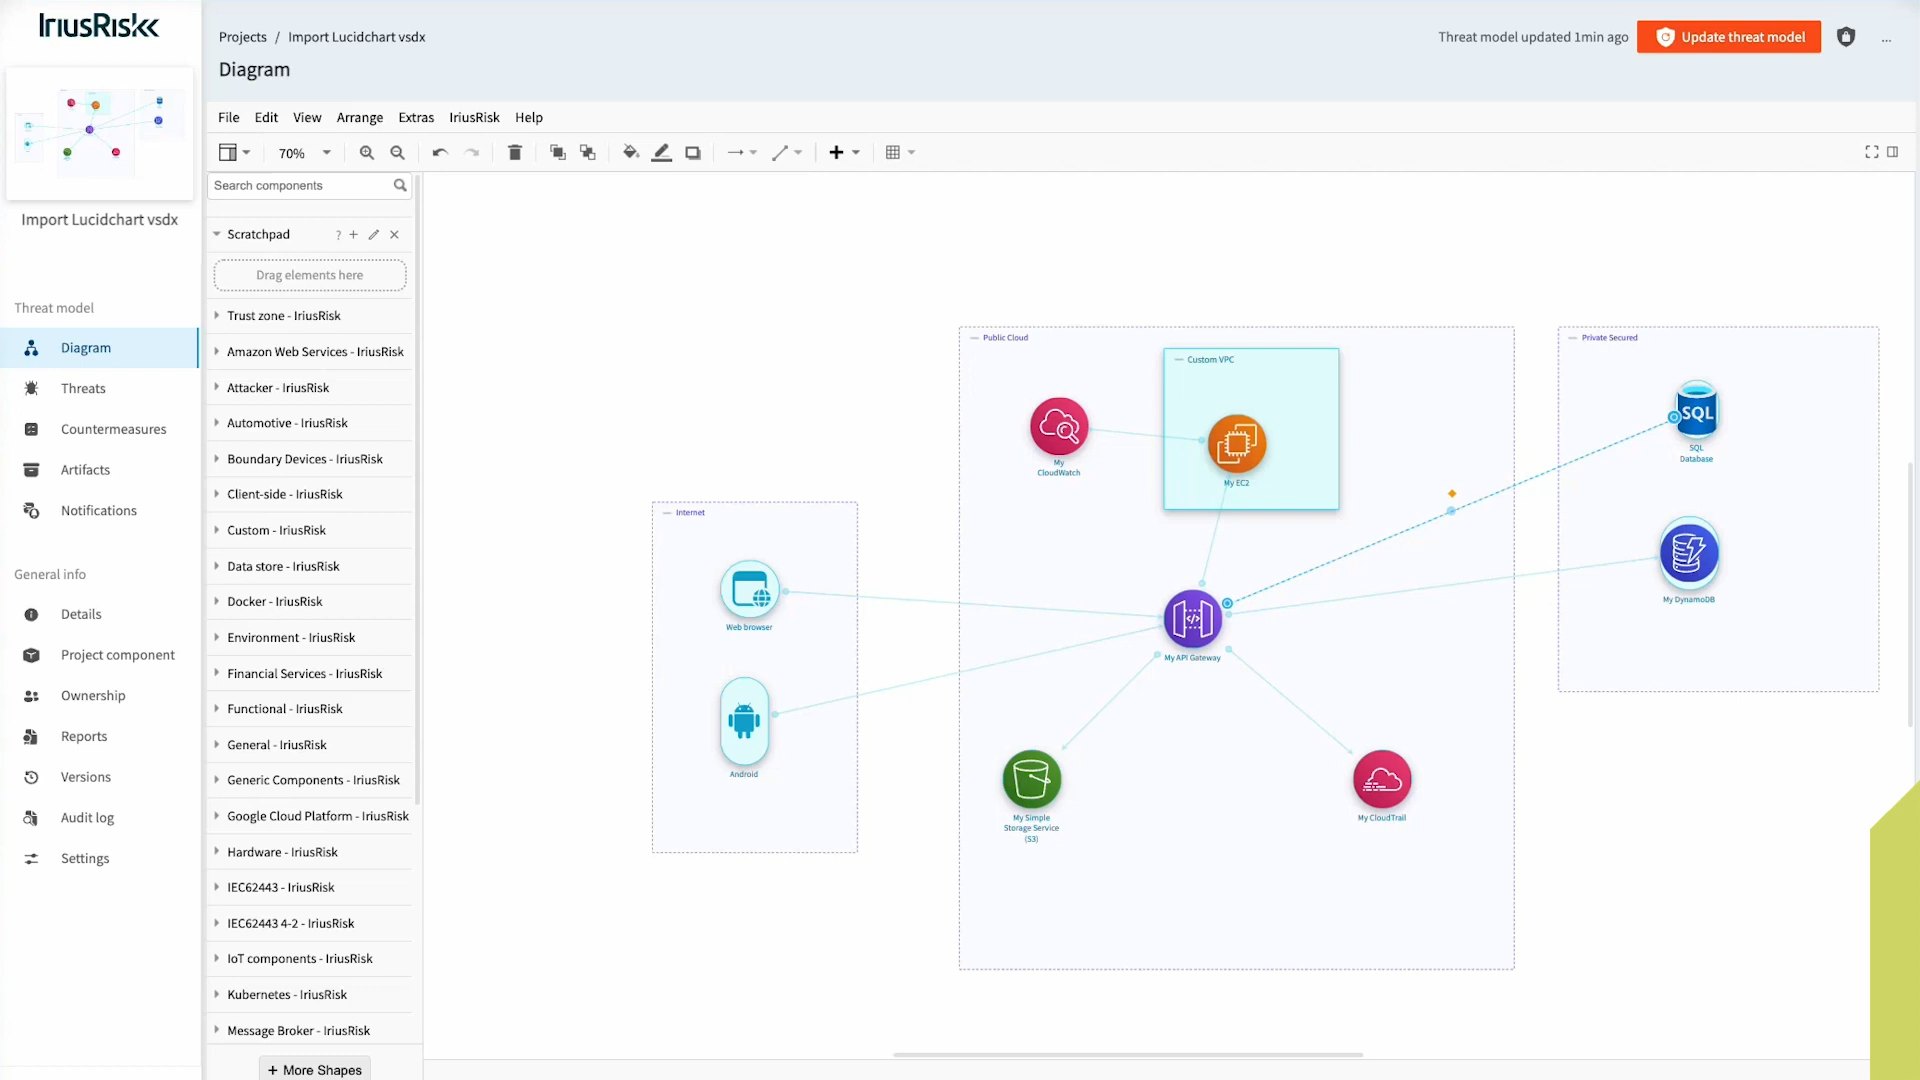 IriusRisk
Import Lucidchart vsdx
Threat model
Diagram
Threats
Countermeasures
Artifacts
Notifications
General info
Details
Project component
Ownership
Reports
Versions
Audit log
Settings
Projects / Import Lucidchart vsdx
Diagram
Threat model updated 1min ago
Update threat model
...
File Edit View Arrange Extras IriusRisk Help
70%
Search components
Scratchpad
?
Drag elements here
Trust zone - IriusRisk
Amazon Web Services - IriusRisk
Attacker - IriusRisk
Automotive - IriusRisk
Boundary Devices - IriusRisk
Client-side - IriusRisk
Custom - IriusRisk
Data store - IriusRisk
Docker - IriusRisk
Environment - IriusRisk
Financial Services - IriusRisk
Functional - IriusRisk
General - IriusRisk
Generic Components - IriusRisk
Google Cloud Platform - IriusRisk
Hardware - IriusRisk
IEC62443 - IriusRisk
IEC62443 4-2 - IriusRisk
IoT components - IriusRisk
Kubernetes - IriusRisk
Message Broker - IriusRisk
+ More Shapes
Internet
Web browser
Android
Public Cloud
Custom VPC
My
CloudWatch
My EC2
My API Gateway
My Simple
Storage Service
(S3)
My CloudTrail
Private Secured
SQL
SQL
Database
My DynamoDB